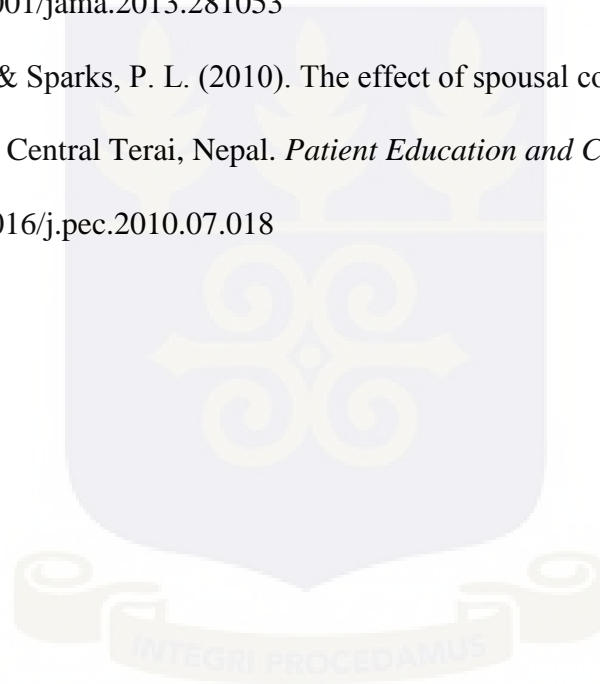 001/jama.2013.281053
& Sparks, P. L. (2010). The effect of spousal co
Central Terai, Nepal. Patient Education and C
016/j.pec.2010.07.018
INTEGRI PROCEDAMUS